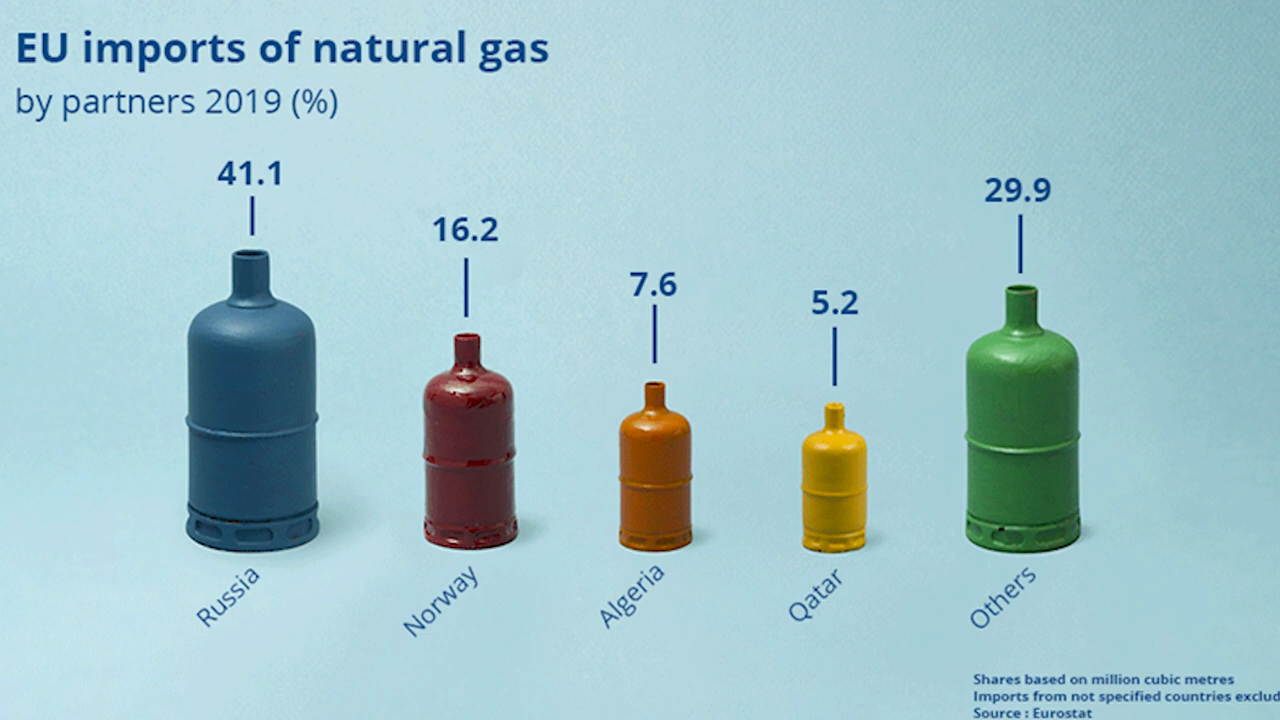 EU imports of natural gas
by partners 2019 (%)
41.1
16.2
7.6
5.2
29.9
Russia
Norway
Algeria
Qatar
Others
Shares based on million cubic metres
Imports from not specified countries exclud
Source : Eurostat